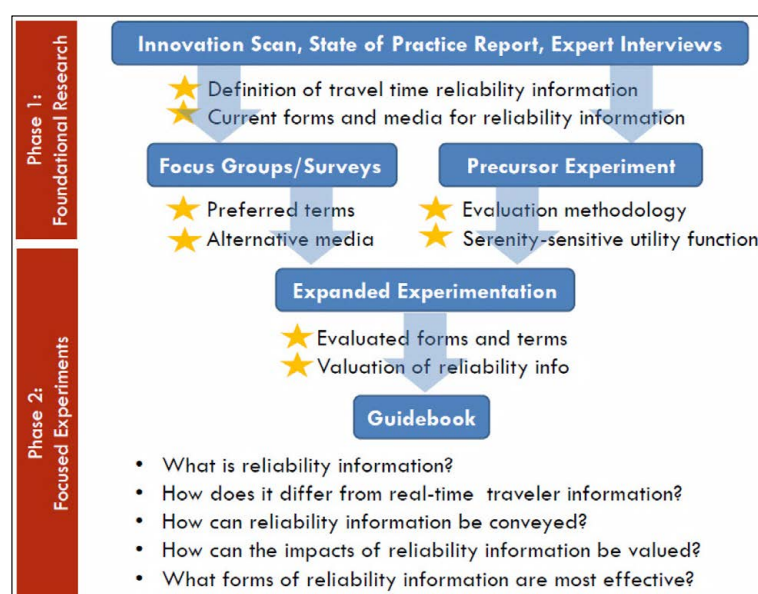 Phase 1:
Foundational Research
Innovation Scan, State of Practice Report, Expert Interviews
Definition of travel time reliability information
Current forms and media for reliability information
Focus Groups/Surveys
Precursor Experiment
Preferred terms
Alternative media
Evaluation methodology
Serenity-sensitive utility function
Phase 2:
Focused Experiments
Expanded Experimentation
Evaluated forms and terms
Valuation of reliability info
Guidebook
• What is reliability information?
• How does it differ from real-time traveler information?
• How can reliability information be conveyed?
• How can the impacts of reliability information be valued?
• What forms of reliability information are most effective?